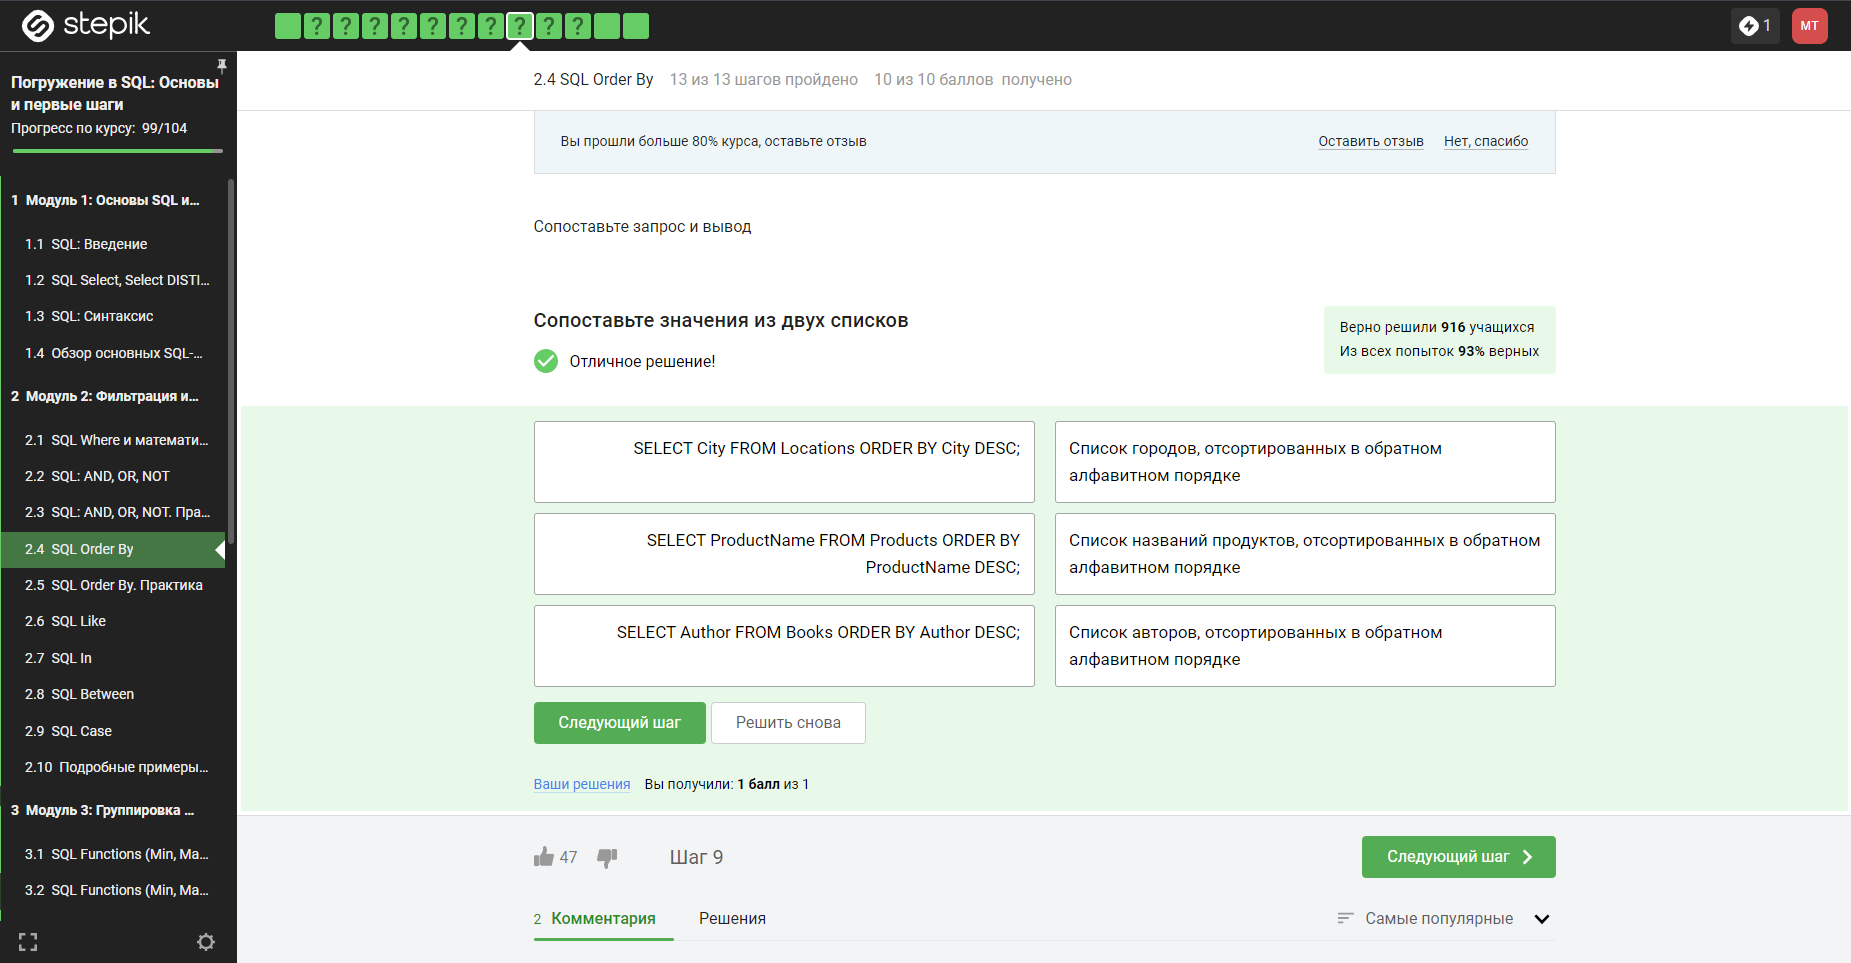 stepik
? ? ? ? ? ? ? ? ? ?
1
MT
Погружение в SQL: Основы
и первые шаги
Прогресс по курсу: 99/104
1 Модуль 1: Основы SQL и...
1.1 SQL: Введение
1.2 SQL Select, Select DISTI...
1.3 SQL: Синтаксис
1.4 Обзор основных SQL-...
2 Модуль 2: Фильтрация и...
2.1 SQL Where и математи...
2.2 SQL: AND, OR, NOT
2.3 SQL: AND, OR, NOT. Пра...
2.4 SQL Order By
2.5 SQL Order By. Практика
2.6 SQL Like
2.7 SQL In
2.8 SQL Between
2.9 SQL Case
2.10 Подробные примеры...
3 Модуль 3: Группировка ...
3.1 SQL Functions (Min, Ma...
3.2 SQL Functions (Min, Ma...
2.4 SQL Order By 13 из 13 шагов пройдено 10 из 10 баллов получено
Вы прошли больше 80% курса, оставьте отзыв
Оставить отзыв Нет, спасибо
Сопоставьте запрос и вывод
Сопоставьте значения из двух списков
Отличное решение!
Верно решили 916 учащихся
Из всех попыток 93% верных
SELECT City FROM Locations ORDER BY City DESC;
Список городов, отсортированных в обратном
алфавитном порядке
SELECT ProductName FROM Products ORDER BY
ProductName DESC;
Список названий продуктов, отсортированных в обратном
алфавитном порядке
SELECT Author FROM Books ORDER BY Author DESC;
Список авторов, отсортированных в обратном
алфавитном порядке
Следующий шаг
Решить снова
Ваши решения Вы получили: 1 балл из 1
47
Шаг 9
Следующий шаг
2 Комментария
Решения
Самые популярные